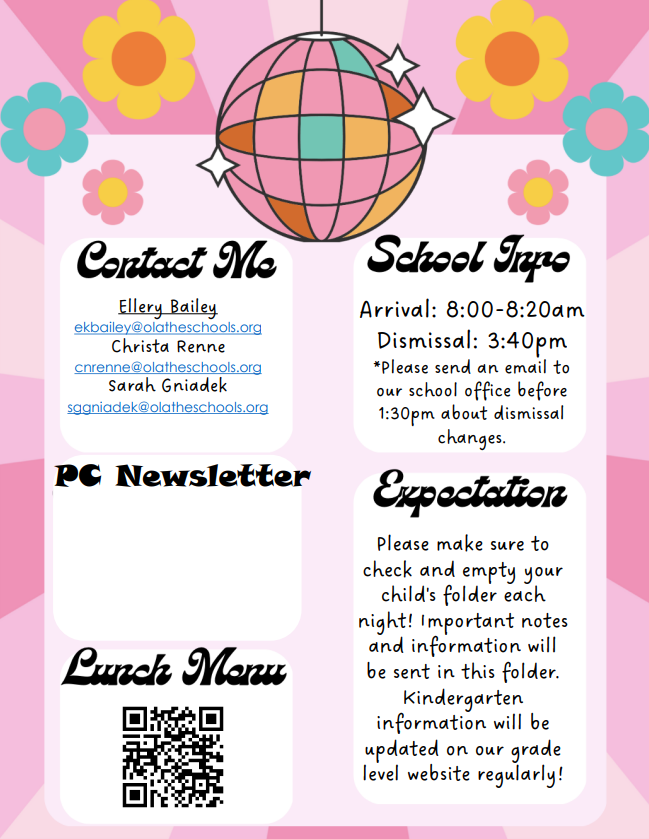 Contact Me
Ellery Bailey
ekbailey@olatheschools.org
Christa Renne
cnrenne@olatheschools.org
Sarah Gniadek
sggniadek@olatheschools.org
School Info
Arrival: 8:00-8:20am
Dismissal: 3:40pm
*Please send an email to
our school office before
1:30pm about dismissal
changes.
PC Newsletter
Expectation
Please make sure to
check and empty your
child's folder each
night! Important notes
and information will
be sent in this folder.
Kindergarten
information will be
updated on our grade
level website regularly!
Lunch Menu